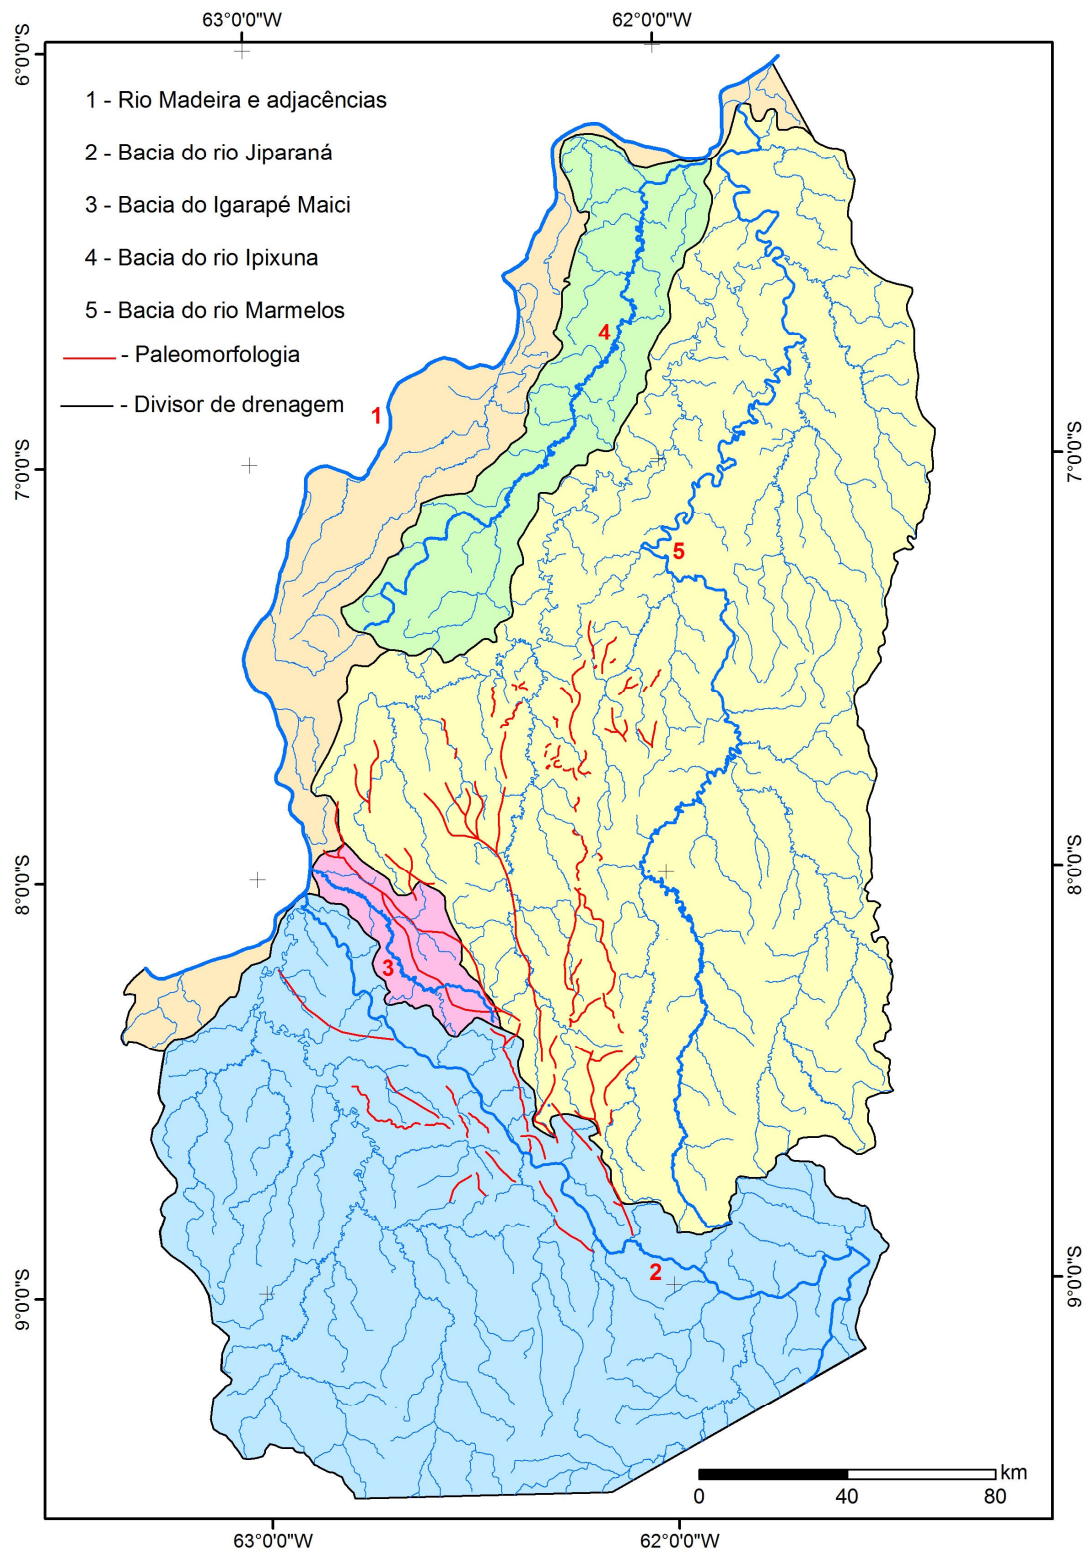 63°0'0"W 62°0'0"W
6°0'0"S
1 - Rio Madeira e adjacências
2 - Bacia do rio Jiparaná
3 - Bacia do Igarapé Maici
4 - Bacia do rio Ipixuna
5 - Bacia do rio Marmelos
- Paleomorfologia
- Divisor de drenagem
4
1
7°0'0"S 7°0'0"S
5
8°0'0"S 8°0'0"S
3
2
9°0'0"S 9°0'0"S
km
0 40 80
63°0'0"W 62°0'0"W